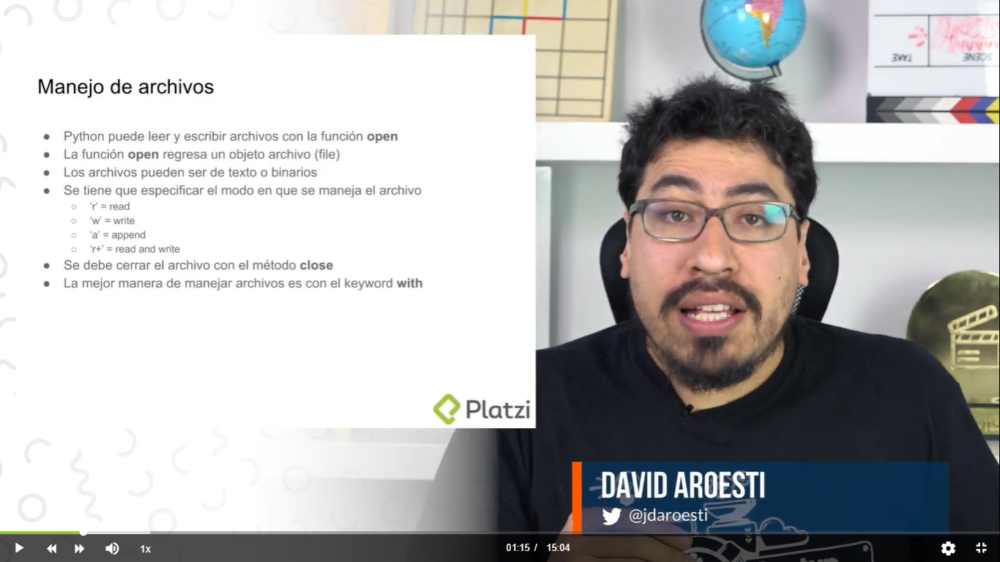 Manejo de archivos
● Python puede leer y escribir archivos con la función open
● La función open regresa un objeto archivo (file)
● Los archivos pueden ser de texto o binarios
● Se tiene que especificar el modo en que se maneja el archivo
○ ‘r’ = read
○ ‘w’ = write
○ ‘a’ = append
○ ‘r+’ = read and write
● Se debe cerrar el archivo con el método close
● La mejor manera de manejar archivos es con el keyword with
Platzi
TAKE
SCENE
DAVID AROESTI
@jdaroesti
1x
01:15 / 15:04